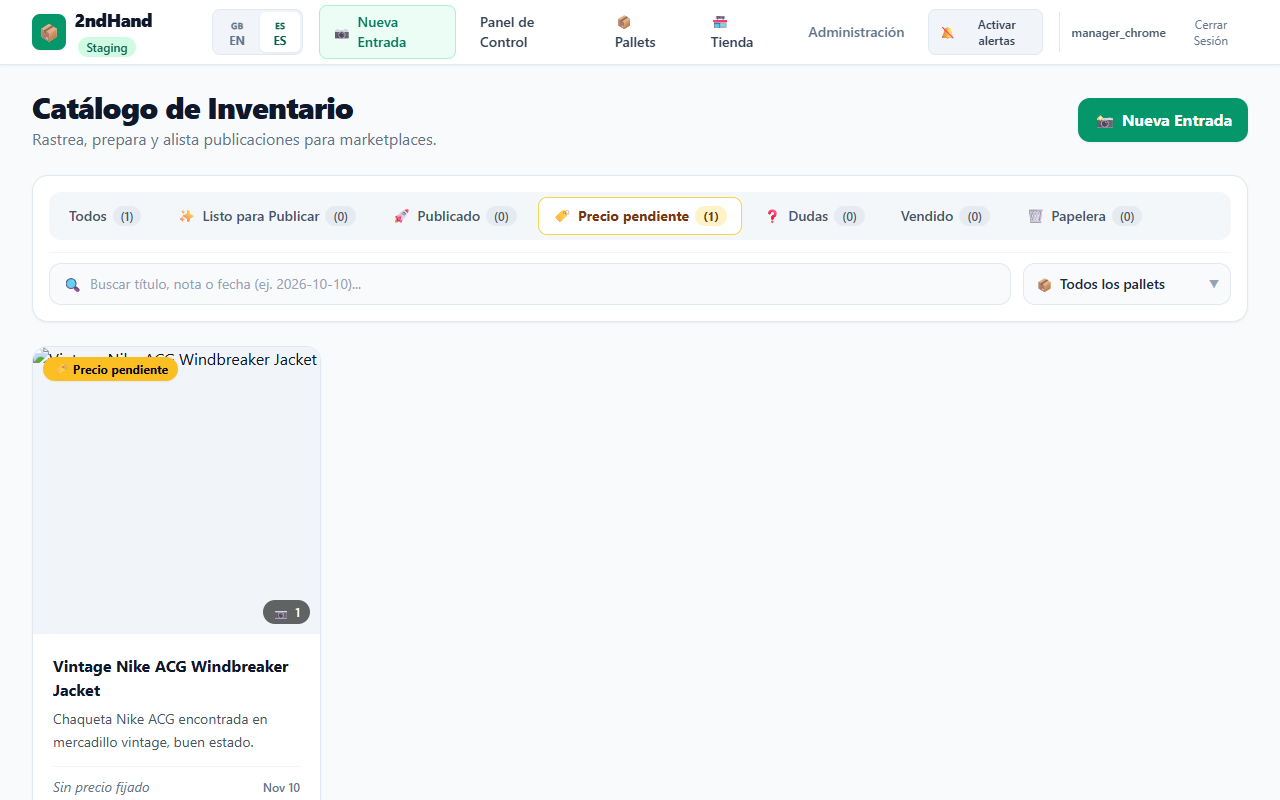 2ndHand
Staging
GB
EN
ES
ES
Nueva
Entrada
Panel de
Control
Pallets
Tienda
Administración
Activar
alertas
manager_chrome
Cerrar
Sesión
Catálogo de Inventario
Rastrea, prepara y alista publicaciones para marketplaces.
Nueva Entrada
Todos (1)
Listo para Publicar (0)
Publicado (0)
Precio pendiente (1)
Dudas (0)
Vendido (0)
Papelera (0)
Buscar título, nota o fecha (ej. 2026-10-10)...
Todos los pallets
Vintage Nike ACG Windbreaker Jacket
Precio pendiente
1
Vintage Nike ACG Windbreaker
Jacket
Chaqueta Nike ACG encontrada en
mercadillo vintage, buen estado.
Sin precio fijado
Nov 10